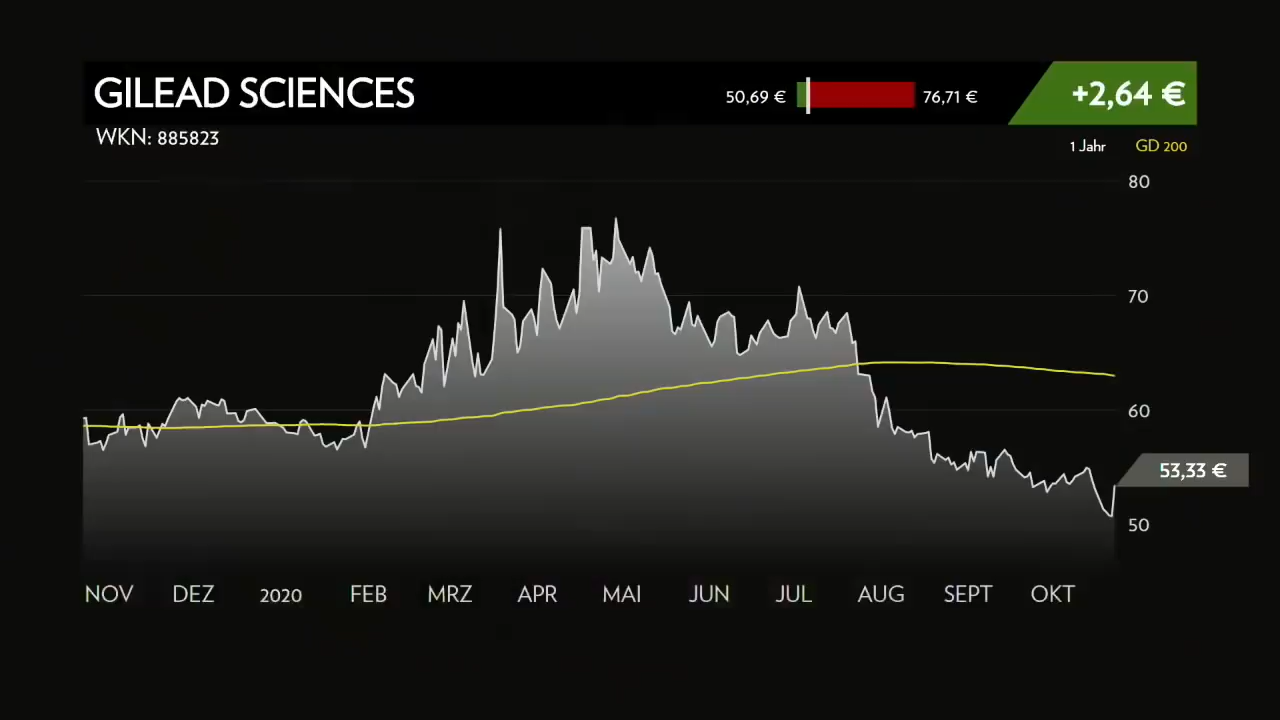 GILEAD SCIENCES
50,69 € 76,71 €
+2,64 €
WKN: 885823
1 Jahr GD 200
80
70
60
53,33 €
50
NOV DEZ 2020 FEB MRZ APR MAI JUN JUL AUG SEPT OKT